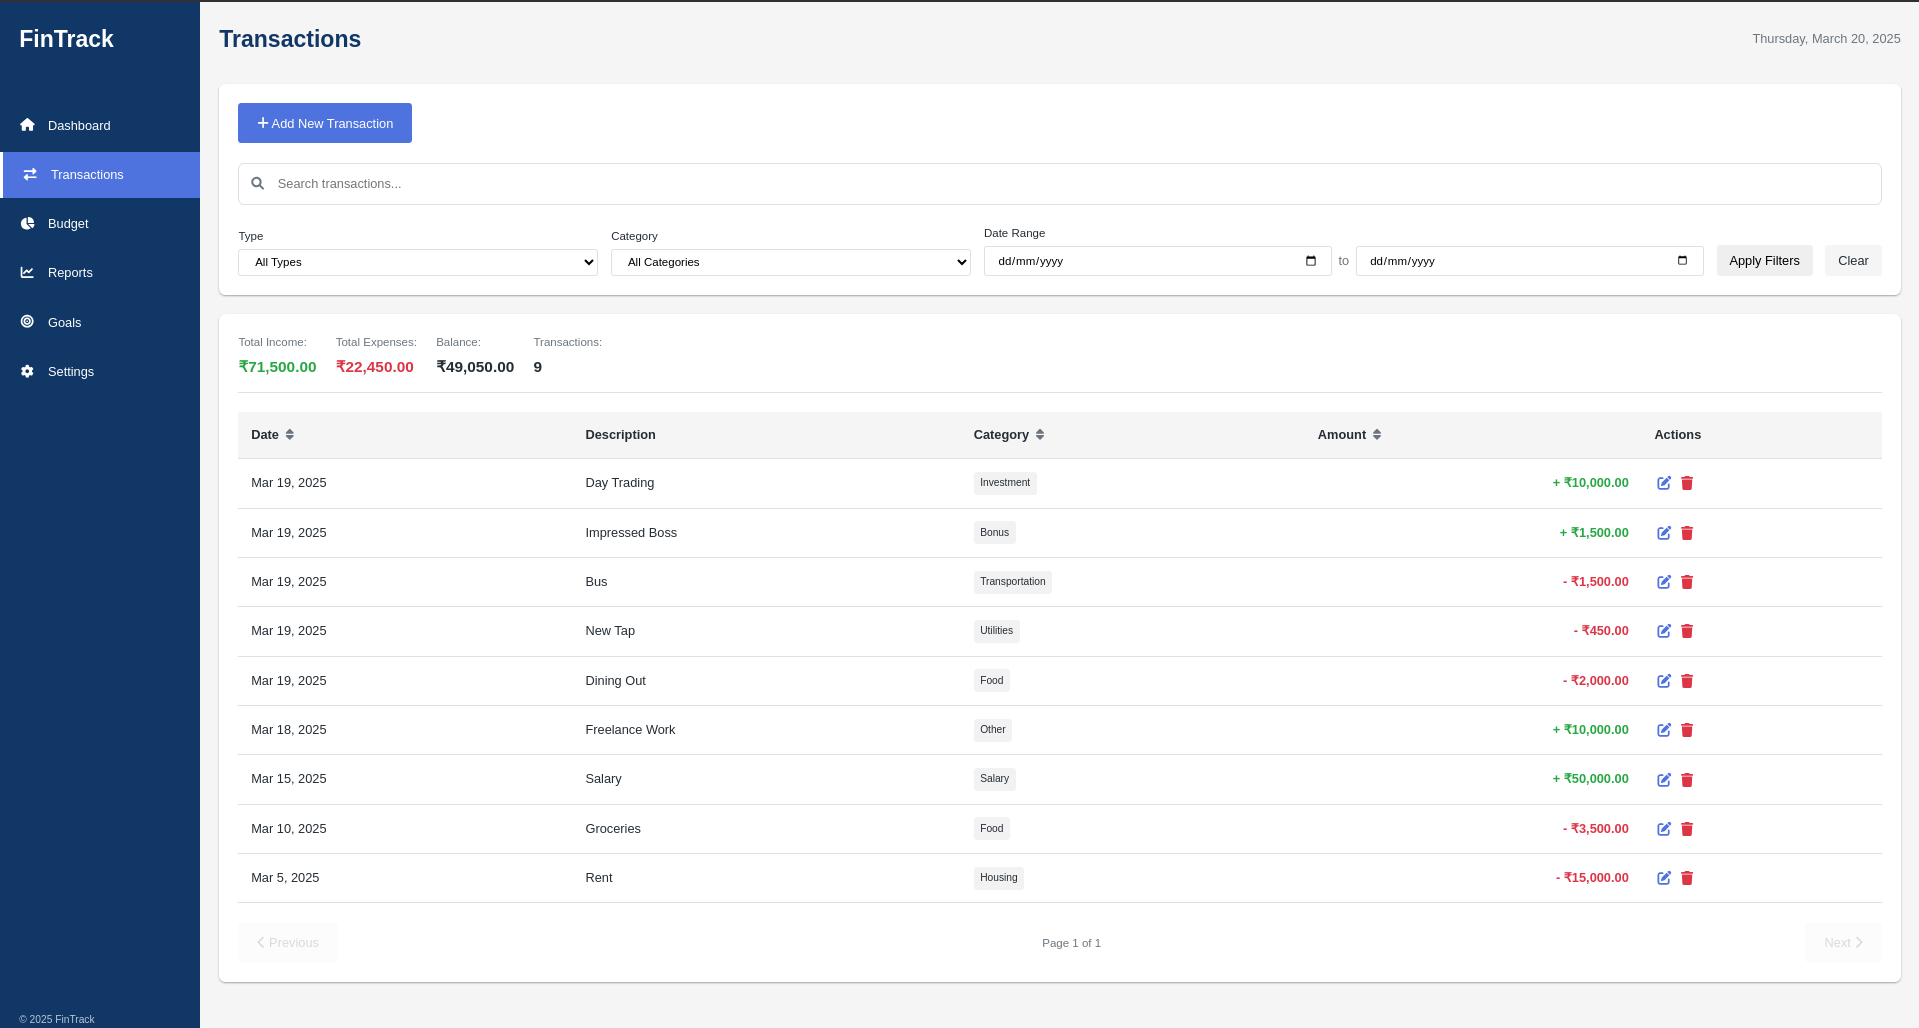 FinTrack
Dashboard
Transactions
Budget
Reports
Goals
Settings
© 2025 FinTrack
Transactions
Thursday, March 20, 2025
+ Add New Transaction
Search transactions...
Type
All Types
Category
All Categories
Date Range
dd/mm/yyyy to dd/mm/yyyy
Apply Filters
Clear
Total Income: Total Expenses: Balance: Transactions:
₹71,500.00 ₹22,450.00 ₹49,050.00 9
Date Description Category Amount Actions
Mar 19, 2025 Day Trading Investment + ₹10,000.00
Mar 19, 2025 Impressed Boss Bonus + ₹1,500.00
Mar 19, 2025 Bus Transportation - ₹1,500.00
Mar 19, 2025 New Tap Utilities - ₹450.00
Mar 19, 2025 Dining Out Food - ₹2,000.00
Mar 18, 2025 Freelance Work Other + ₹10,000.00
Mar 15, 2025 Salary Salary + ₹50,000.00
Mar 10, 2025 Groceries Food - ₹3,500.00
Mar 5, 2025 Rent Housing - ₹15,000.00
Previous Page 1 of 1 Next